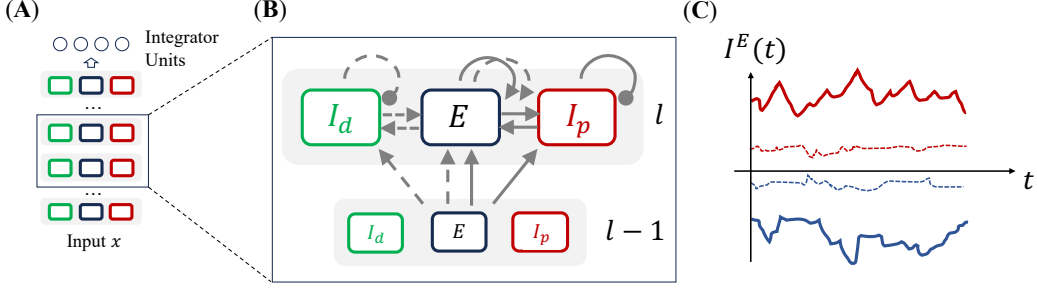 (A)
Integrator
Units
...
...
Input x
(B)
I_d E I_p l
I_d E I_p l − 1
(C)
I^E(t)
t